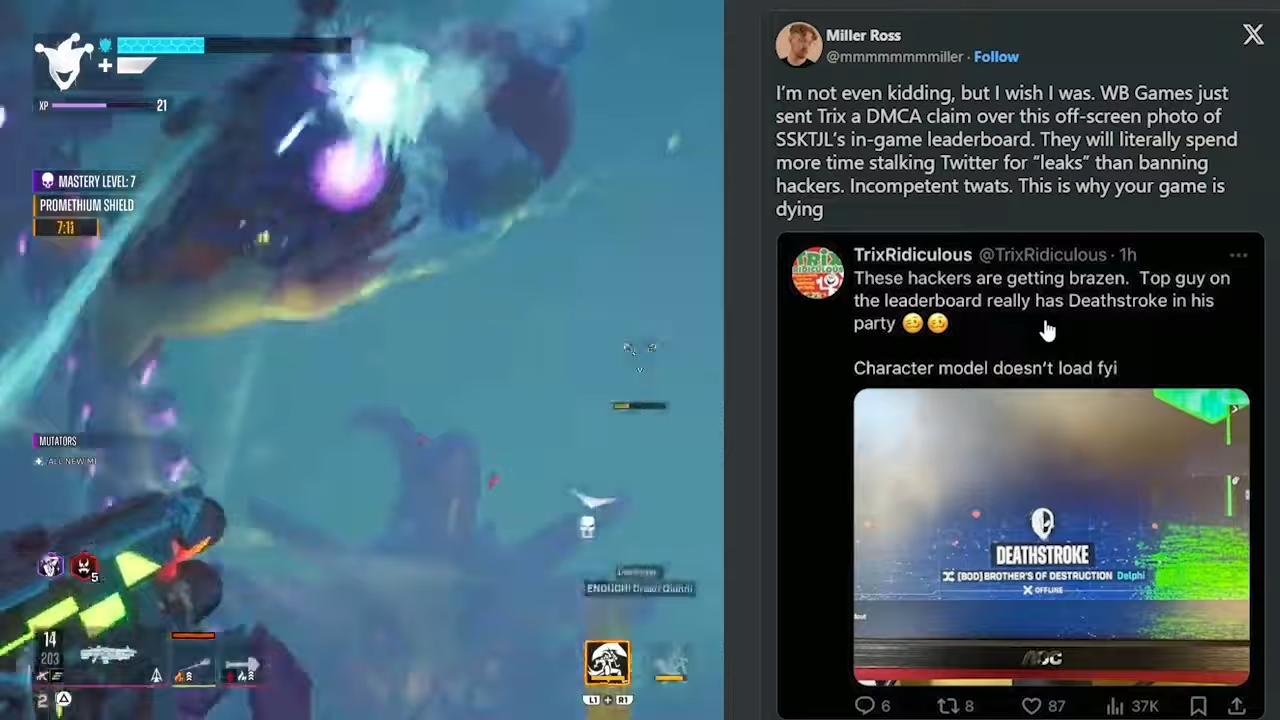 XP 21
MASTERY LEVEL: 7
PROMETHIUM SHIELD
7:11
MUTATORS
5
14
203
2
L1 + R1
Miller Ross
@mmmmmmmmiller · Follow
I'm not even kidding, but I wish I was. WB Games just
sent Trix a DMCA claim over this off-screen photo of
SSKTJL's in-game leaderboard. They will literally spend
more time stalking Twitter for "leaks" than banning
hackers. Incompetent twats. This is why your game is
dying
TrixRidiculous @TrixRidiculous · 1h
These hackers are getting brazen. Top guy on
the leaderboard really has Deathstroke in his
party 🥴🥴
Character model doesn't load fyi
DEATHSTROKE
[BOD] BROTHER'S OF DESTRUCTION Delphi
OFFLINE
AOC
6 8 87 37K